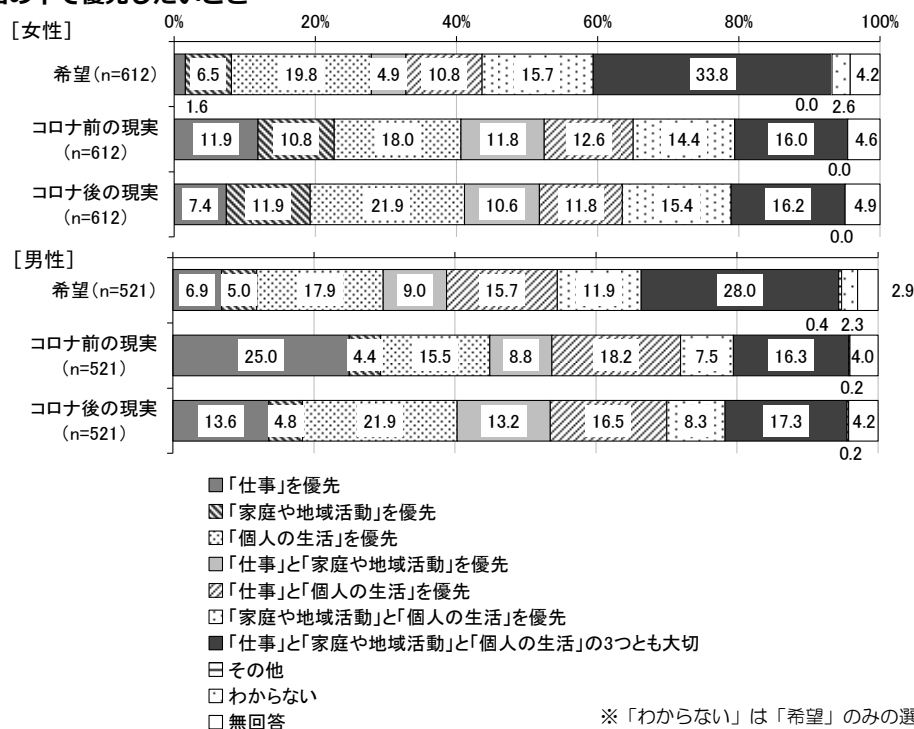 [女性]
0% 20% 40% 60% 80% 100%
希望(n=612) 6.5 19.8 4.9 10.8 15.7 33.8 4.2
1.6 0.0 2.6
コロナ前の現実
(n=612)
11.9 10.8 18.0 11.8 12.6 14.4 16.0 4.6
0.0
コロナ後の現実
(n=612)
7.4 11.9 21.9 10.6 11.8 15.4 16.2 4.9
0.0
[男性]
希望(n=521) 6.9 5.0 17.9 9.0 15.7 11.9 28.0 2.9
0.4 2.3
コロナ前の現実
(n=521)
25.0 4.4 15.5 8.8 18.2 7.5 16.3 4.0
0.2
コロナ後の現実
(n=521)
13.6 4.8 21.9 13.2 16.5 8.3 17.3 4.2
0.2
「仕事」を優先
「家庭や地域活動」を優先
「個人の生活」を優先
「仕事」と「家庭や地域活動」を優先
「仕事」と「個人の生活」を優先
「家庭や地域活動」と「個人の生活」を優先
「仕事」と「家庭や地域活動」と「個人の生活」の3つとも大切
その他
わからない
無回答
※「わからない」は「希望」のみの選